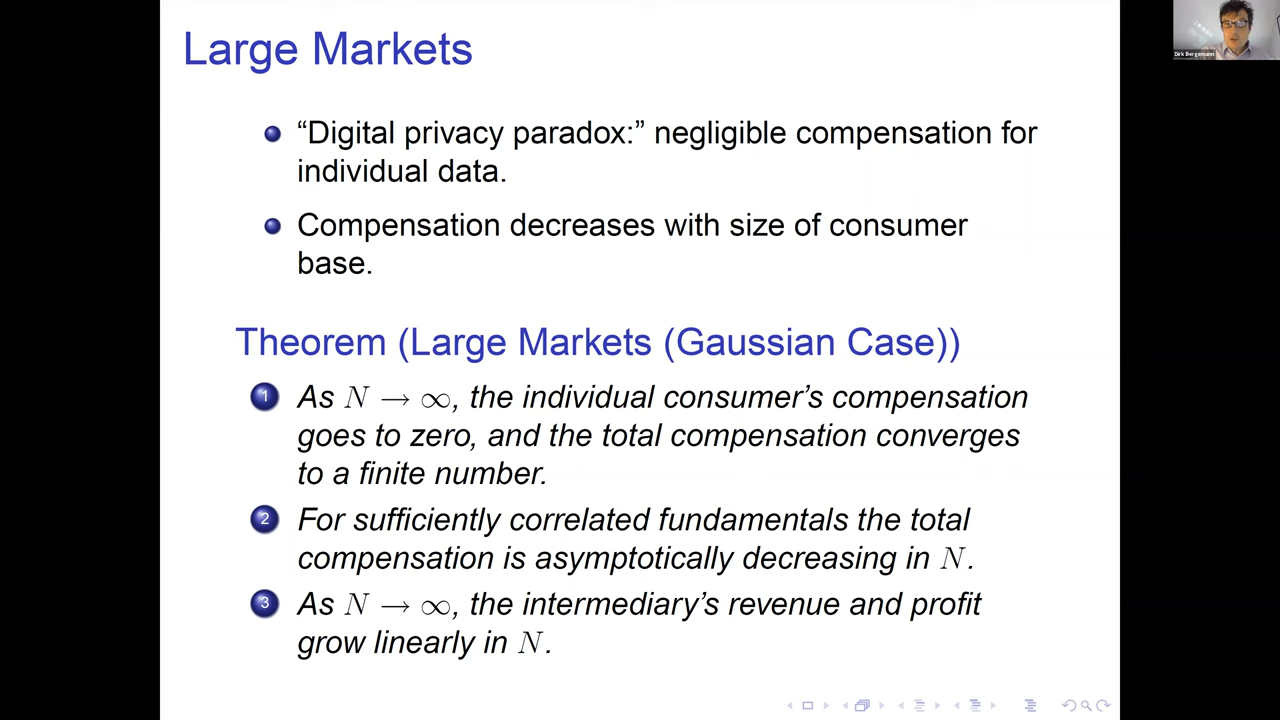 Large Markets
Dirk Bergemann
“Digital privacy paradox:” negligible compensation for
individual data.
Compensation decreases with size of consumer
base.
Theorem (Large Markets (Gaussian Case))
1 As N → ∞, the individual consumer’s compensation
goes to zero, and the total compensation converges
to a finite number.
2 For sufficiently correlated fundamentals the total
compensation is asymptotically decreasing in N.
3 As N → ∞, the intermediary’s revenue and profit
grow linearly in N.